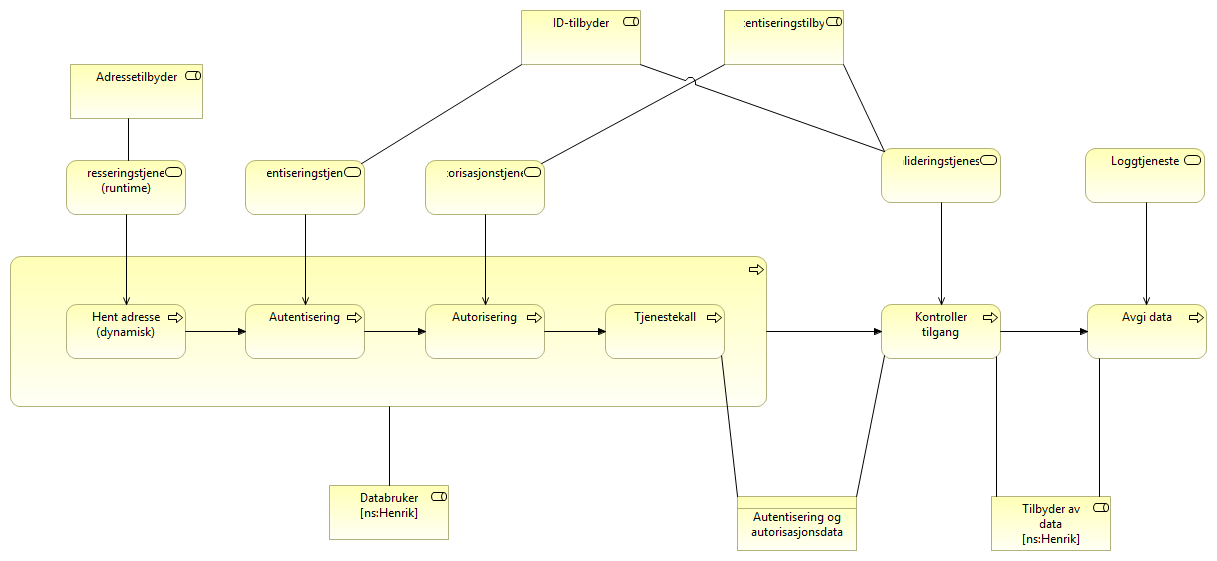 ID-tilbyder
:entiseringstilby
Adressetilbyder
resseringstjene
(runtime)
entiseringstjen
:orisasjonstjene
lideringstjenes
Loggtjeneste
Hent adresse
(dynamisk)
Autentisering
Autorisering
Tjenestekall
Kontroller
tilgang
Avgi data
Databruker
[ns:Henrik]
Autentisering og
autorisasjonsdata
Tilbyder av
data
[ns:Henrik]